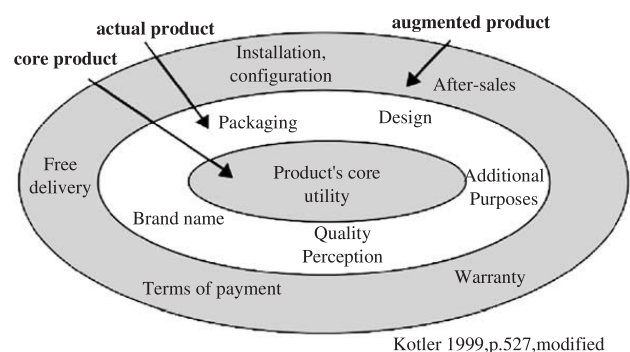 augmented product
actual product
core product
Installation,
configuration
After-sales
Packaging
Design
Free
delivery
Product's core
utility
Additional
Purposes
Brand name
Quality
Perception
Terms of payment
Warranty
Kotler 1999,p.527,modified